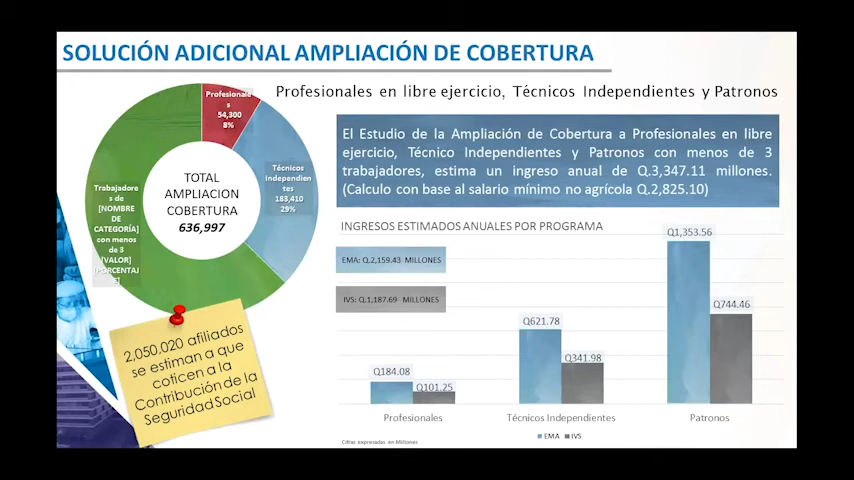 SOLUCIÓN ADICIONAL AMPLIACIÓN DE COBERTURA
Profesionales en libre ejercicio, Técnicos Independientes y Patronos
Profesionale
s
54,300
8%
Técnicos
Independien
tes
183,410
29%
Trabajadore
s de
[NOMBRE
DE
CATEGORÍA]
con menos
de 3
[VALOR]
[PORCENTAJ
E]
TOTAL
AMPLIACION
COBERTURA
636,997
El Estudio de la Ampliación de Cobertura a Profesionales en libre
ejercicio, Técnico Independientes y Patronos con menos de 3
trabajadores, estima un ingreso anual de Q.3,347.11 millones.
(Calculo con base al salario mínimo no agrícola Q.2,825.10)
INGRESOS ESTIMADOS ANUALES POR PROGRAMA
EMA: Q.2,159.43 MILLONES
IVS: Q.1,187.69 MILLONES
Q184.08
Q101.25
Q621.78
Q341.98
Q1,353.56
Q744.46
Profesionales
Técnicos Independientes
Patronos
EMA IVS
Cifras expresadas en Millones
2,050,020 afiliados
se estiman a que
coticen a la
Contribución de la
Seguridad Social